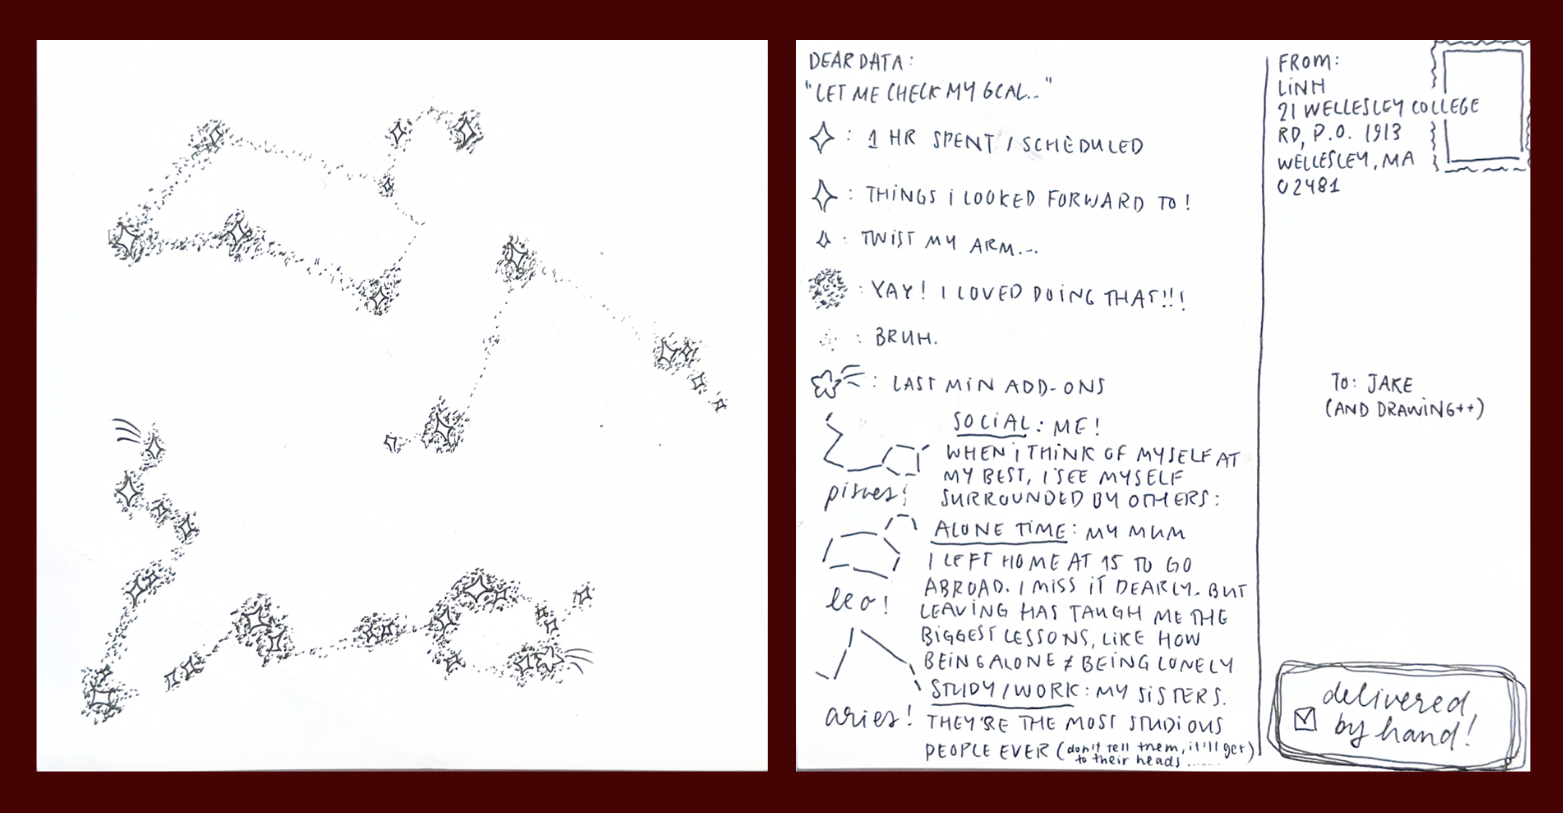 DEAR DATA:
"LET ME CHECK MY GCAL.."
: 1 HR SPENT / SCHEDULED
: THINGS I LOOKED FORWARD TO!
: TWIST MY ARM...
: YAY! I LOVED DOING THAT!!!
: BRUH.
: LAST MIN ADD-ONS
SOCIAL: ME!
WHEN I THINK OF MYSELF AT
MY BEST, I SEE MYSELF
SURROUNDED BY OTHERS:
pisces!
ALONE TIME: MY MUM
I LEFT HOME AT 15 TO GO
ABROAD. I MISS IT DEARLY. BUT
LEAVING HAS TAUGH ME THE
BIGGEST LESSONS, LIKE HOW
BEING ALONE ≠ BEING LONELY
leo!
STUDY/WORK: MY SISTERS.
THEY'RE THE MOST STUDIOUS
PEOPLE EVER (don't tell them, it'll get)
to their heads ......
aries!
FROM:
LINH
21 WELLESLEY COLLEGE
RD, P.O. 1913
WELLESLEY, MA
02481
TO: JAKE
(AND DRAWING++)
delivered,
by hand!